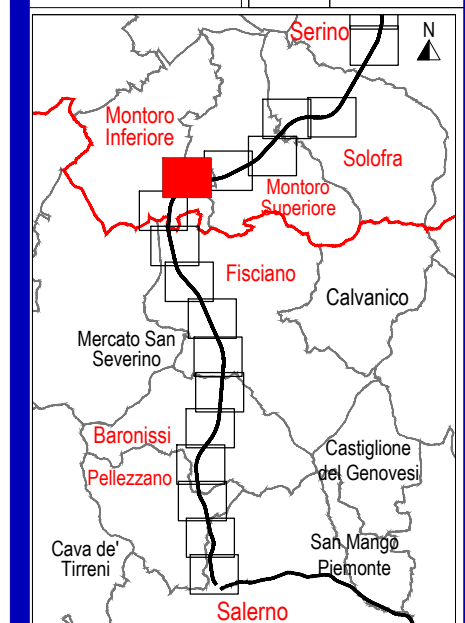 Serino
N
Montoro
Inferiore
Solofra
Montoro
Superiore
Fisciano
Calvanico
Mercato San
Severino
Baronissi
Castiglione
del Genovesi
Pellezzano
Cava de'
Tirreni
San Mango
Piemonte
Salerno